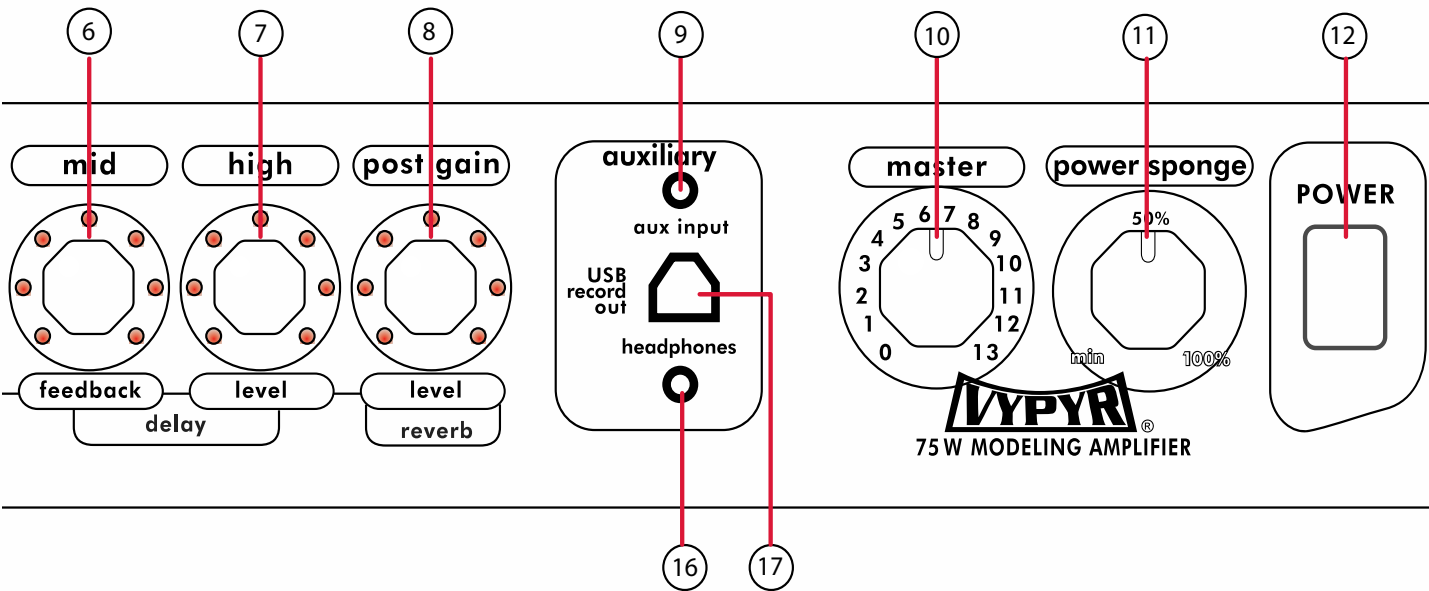 6
7
8
9
10
11
12
mid
high
post gain
auxiliary
master
power sponge
POWER
aux input
USB
record
out
headphones
0
1
2
3
4
5
6
7
8
9
10
11
12
13
50%
min
100%
feedback
level
level
delay
reverb
VYPYR®
75W MODELING AMPLIFIER
16
17